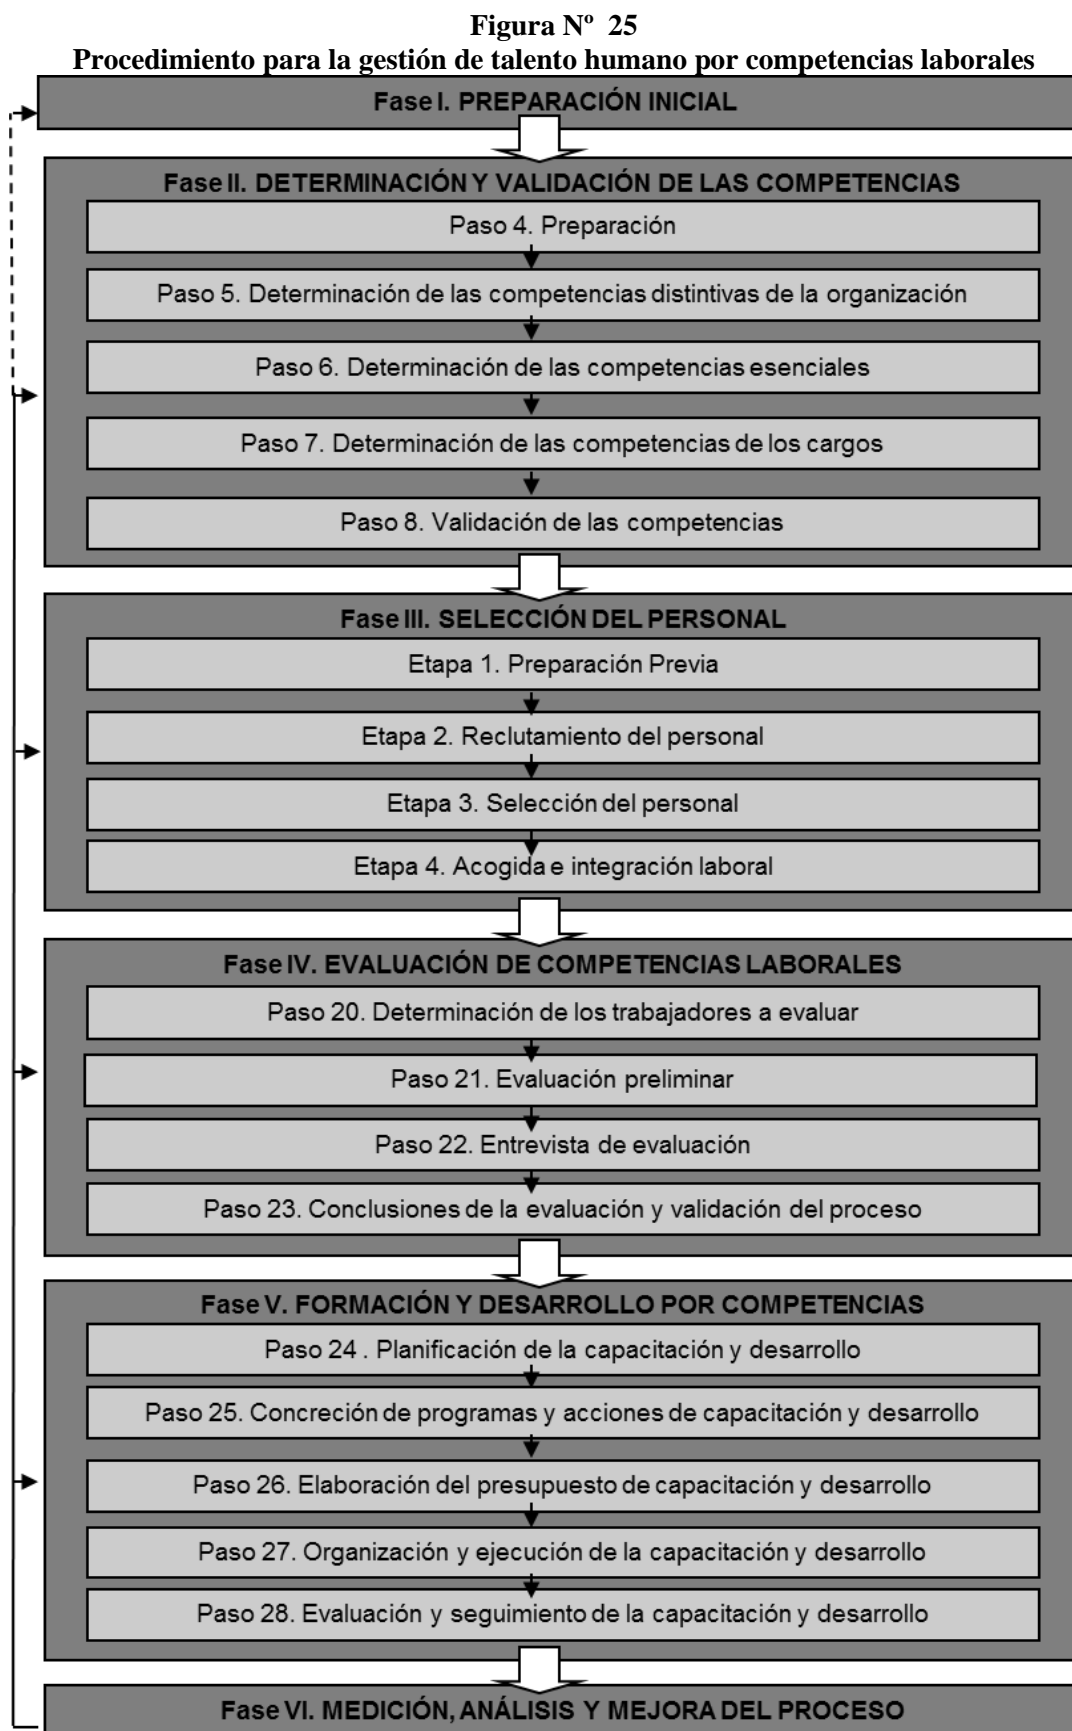 Figura Nº 25
Procedimiento para la gestión de talento humano por competencias laborales
Fase I. PREPARACIÓN INICIAL
Fase II. DETERMINACIÓN Y VALIDACIÓN DE LAS COMPETENCIAS
Paso 4. Preparación
Paso 5. Determinación de las competencias distintivas de la organización
Paso 6. Determinación de las competencias esenciales
Paso 7. Determinación de las competencias de los cargos
Paso 8. Validación de las competencias
Fase III. SELECCIÓN DEL PERSONAL
Etapa 1. Preparación Previa
Etapa 2. Reclutamiento del personal
Etapa 3. Selección del personal
Etapa 4. Acogida e integración laboral
Fase IV. EVALUACIÓN DE COMPETENCIAS LABORALES
Paso 20. Determinación de los trabajadores a evaluar
Paso 21. Evaluación preliminar
Paso 22. Entrevista de evaluación
Paso 23. Conclusiones de la evaluación y validación del proceso
Fase V. FORMACIÓN Y DESARROLLO POR COMPETENCIAS
Paso 24 . Planificación de la capacitación y desarrollo
Paso 25. Concreción de programas y acciones de capacitación y desarrollo
Paso 26. Elaboración del presupuesto de capacitación y desarrollo
Paso 27. Organización y ejecución de la capacitación y desarrollo
Paso 28. Evaluación y seguimiento de la capacitación y desarrollo
Fase VI. MEDICIÓN, ANÁLISIS Y MEJORA DEL PROCESO